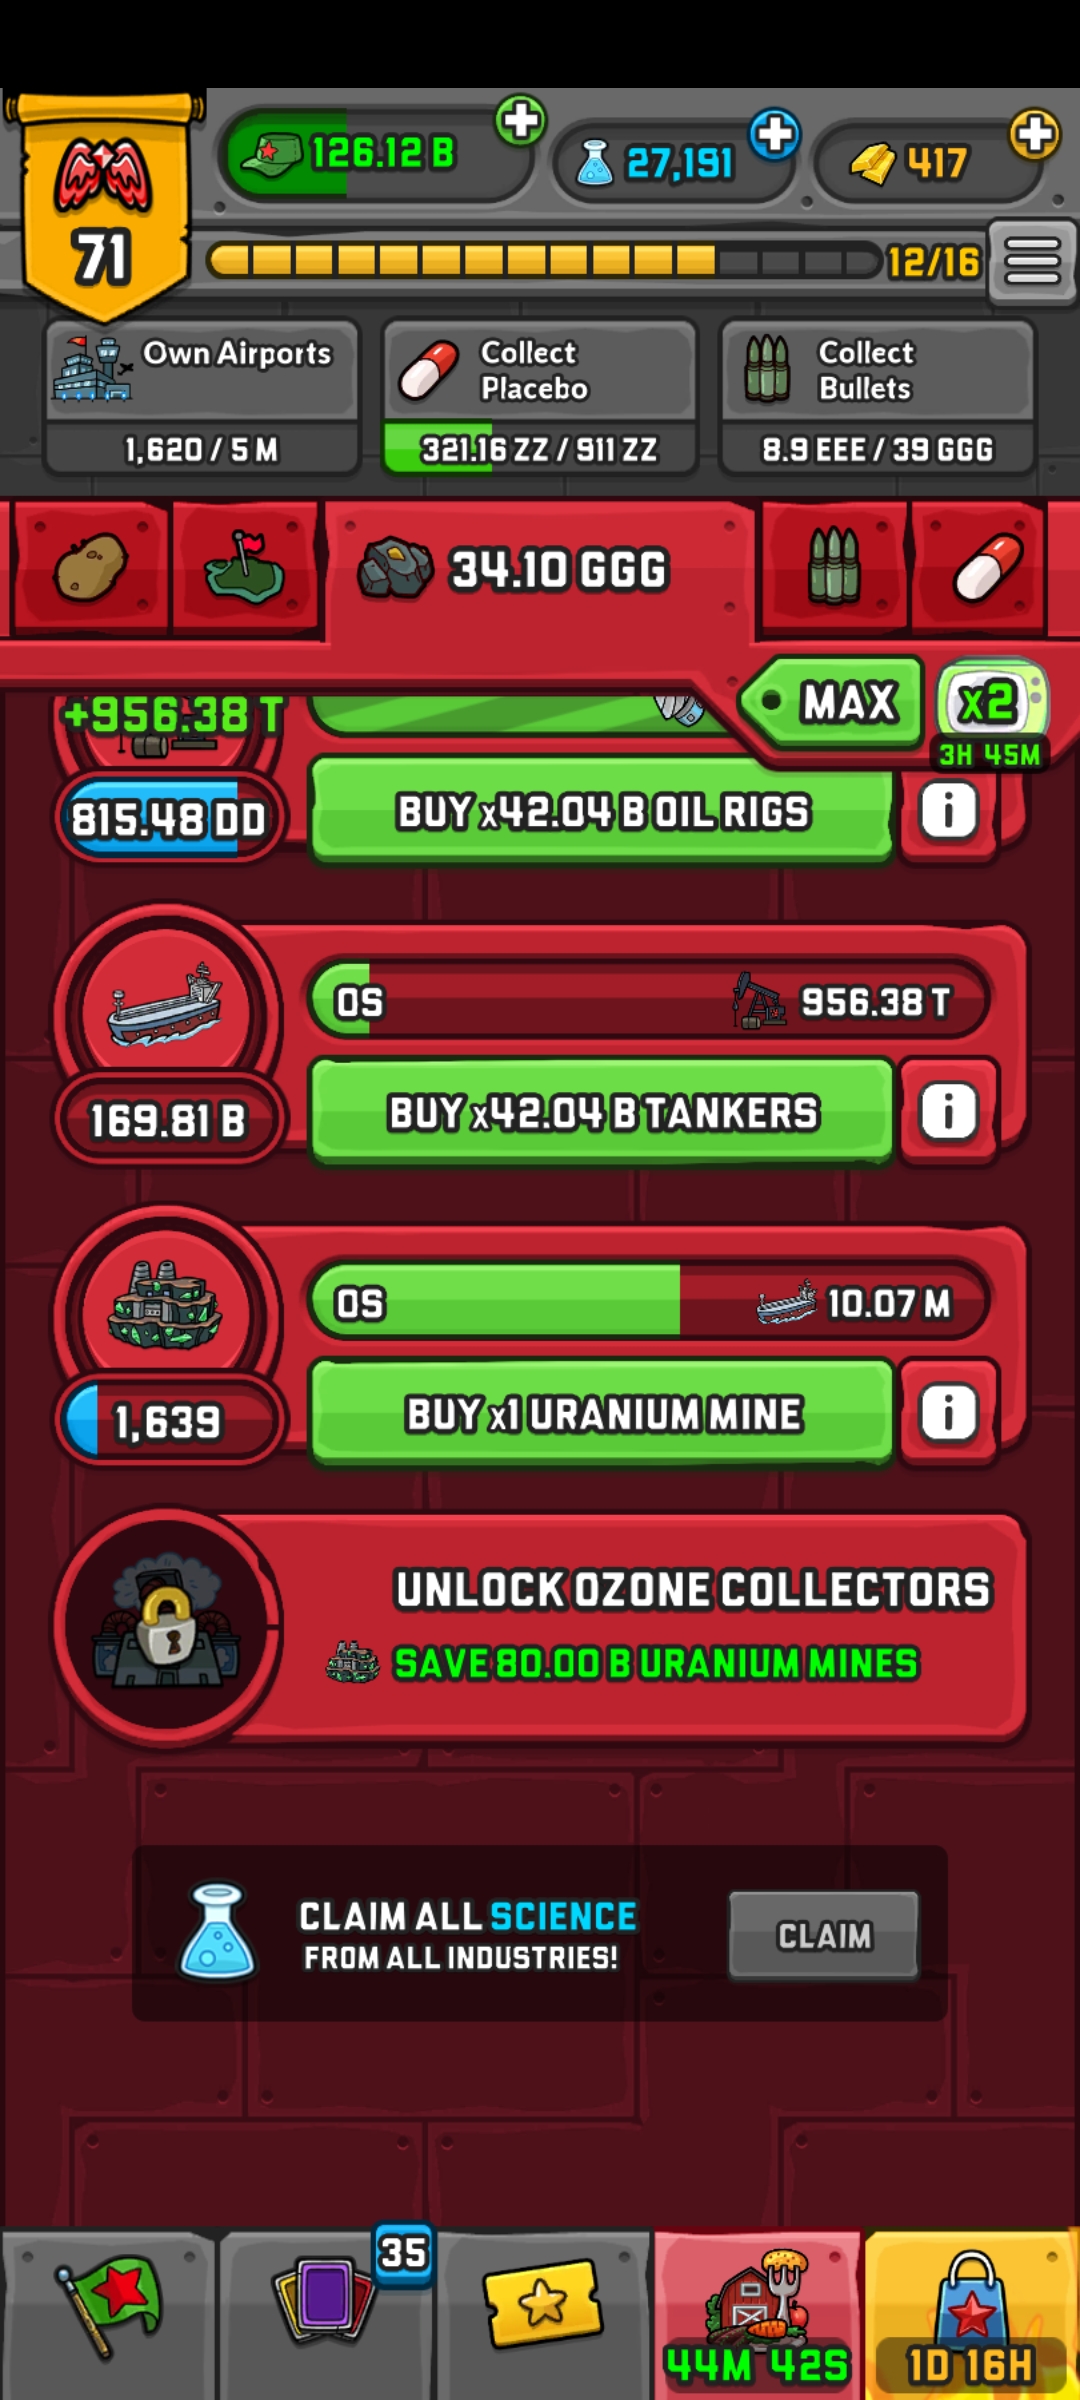 126.12 B
27,191
417
71
12/16
Own Airports
1,620 / 5 M
Collect
Placebo
321.16 ZZ / 911 ZZ
Collect
Bullets
8.9 EEE / 39 GGG
34.10 GGG
MAX
x2
3H 45M
+956.38 T
815.48 DD
BUY x42.04 B OIL RIGS
i
0S
956.38 T
169.81 B
BUY x42.04 B TANKERS
i
0S
10.07 M
1,639
BUY x1 URANIUM MINE
i
UNLOCK OZONE COLLECTORS
SAVE 80.00 B URANIUM MINES
CLAIM ALL SCIENCE
FROM ALL INDUSTRIES!
CLAIM
35
44M 42S
1D 16H